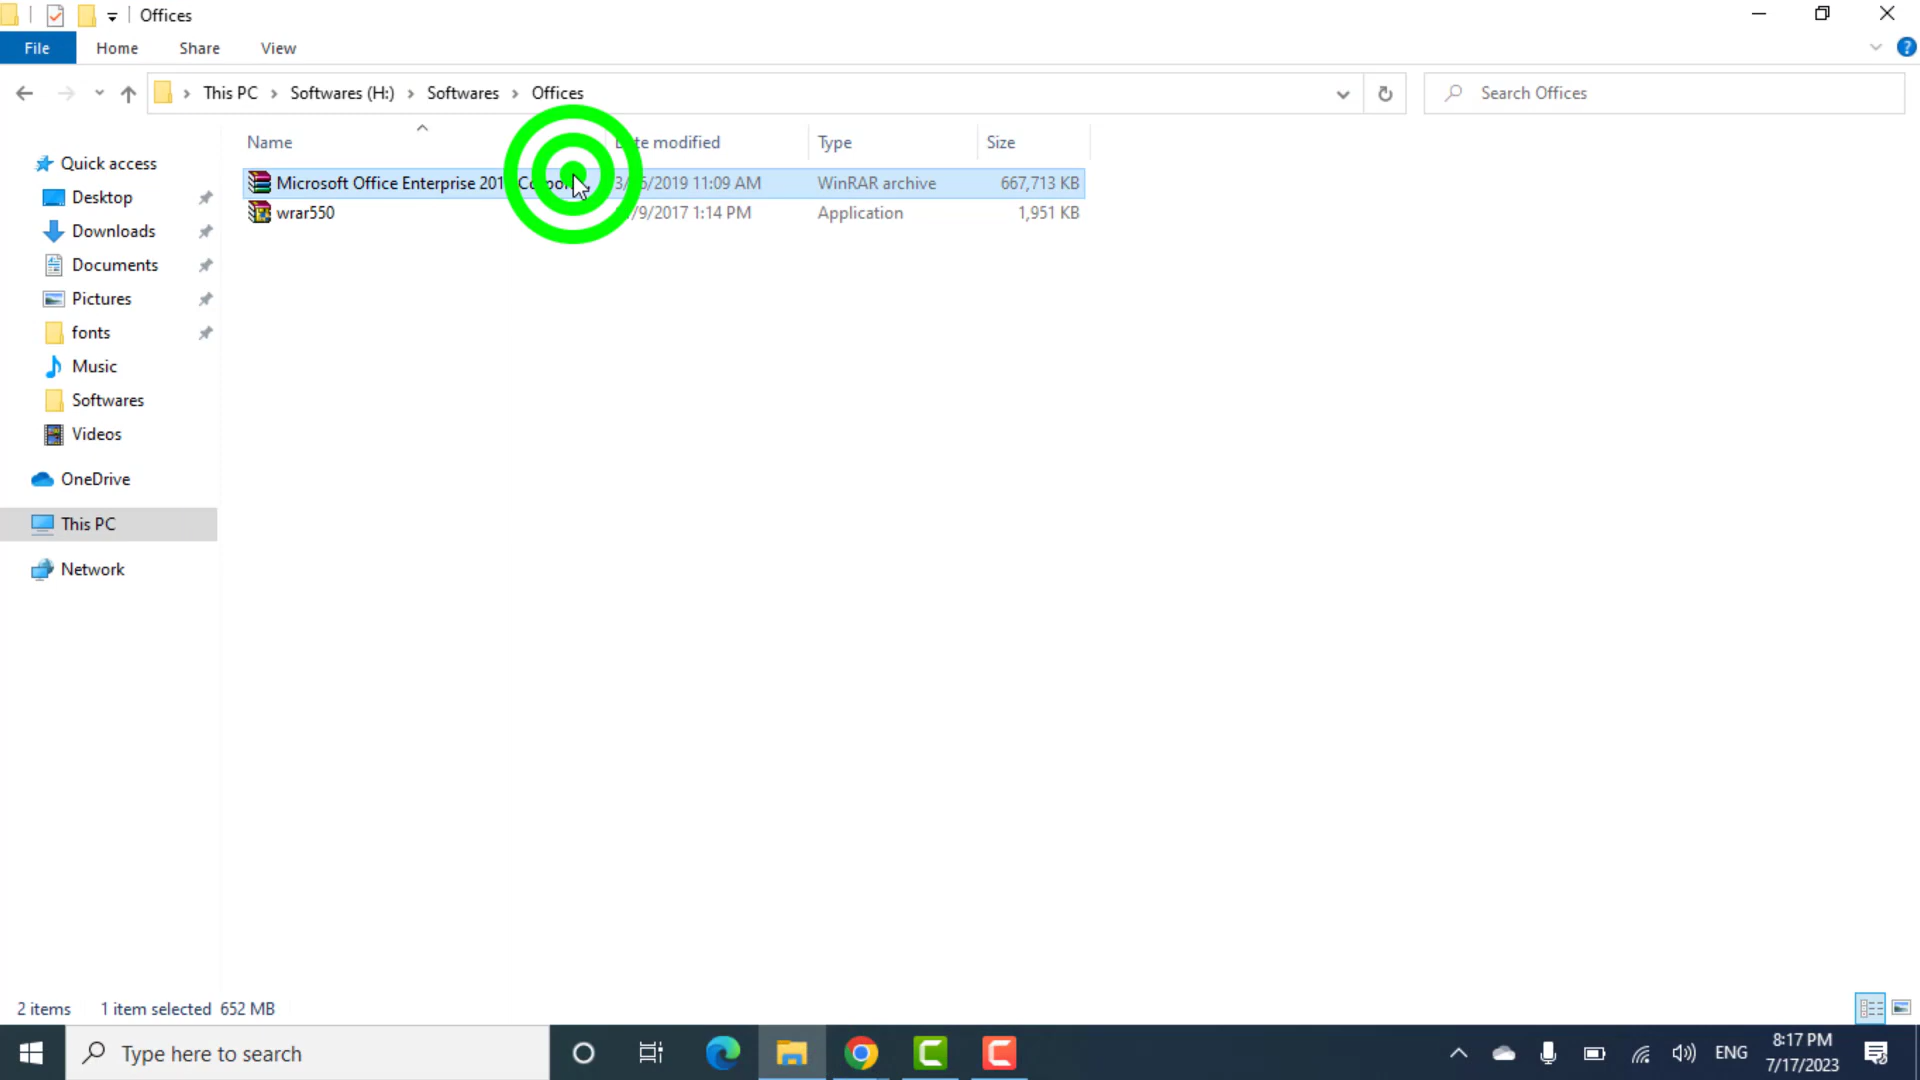 Offices
File Home Share View
This PC Softwares (H:) Softwares Offices
Search Offices
Name Date modified Type Size
Microsoft Office Enterprise 201 WinRAR archive 667,713 KB
11:09 AM
wrar550 /9/2017 1:14 PM Application 1,951 KB
Quick access
Desktop
Downloads
Documents
Pictures
fonts
Music
Softwares
Videos
OneDrive
This PC
Network
2 items 1 item selected 652 MB
Type here to search
ENG
8:17 PM
7/17/2023